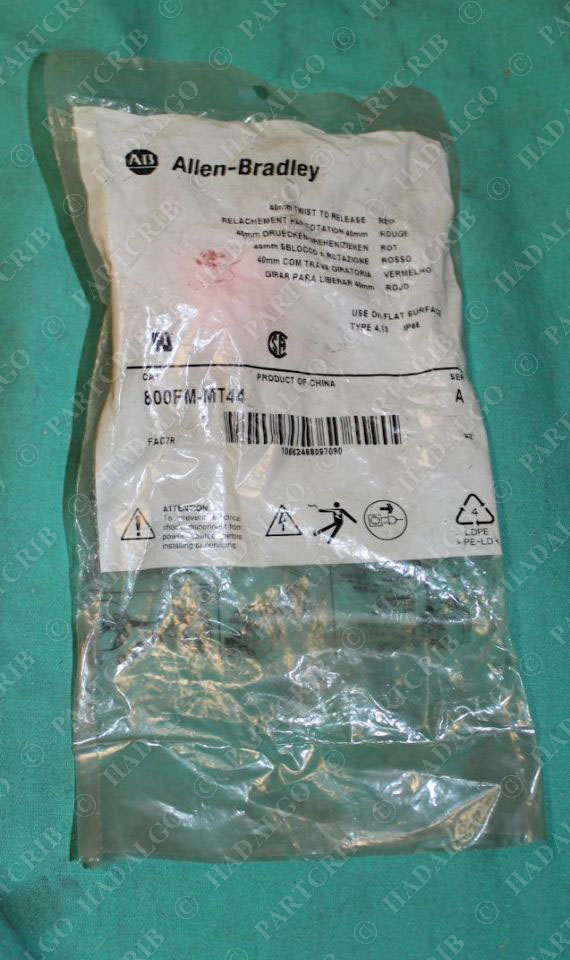 AB Allen-Bradley
40mm TWIST TO RELEASE RED
RELACHEMENT PAR ROTATION 40mm ROUGE
40mm DRUECKEN/DREHENIZIEREN ROT
40mm SBLOCCO A ROTAZIONE ROSSO
40mm COM TRAVA GIRATORIA VERMELHO
GIRAR PARA LIBERAR 40mm ROJO
USE ON FLAT SURFACE
TYPE 4,13 IP66
CAT PRODUCT OF CHINA SER
800FM-MT44 A
FAC7R
10662468097090
ATTENTION:
To prevent electrical
shock, disconnect from
power source before
installing or servicing.
4
LDPE
>PE-LD<
© PARTCRIB
© HADALGO